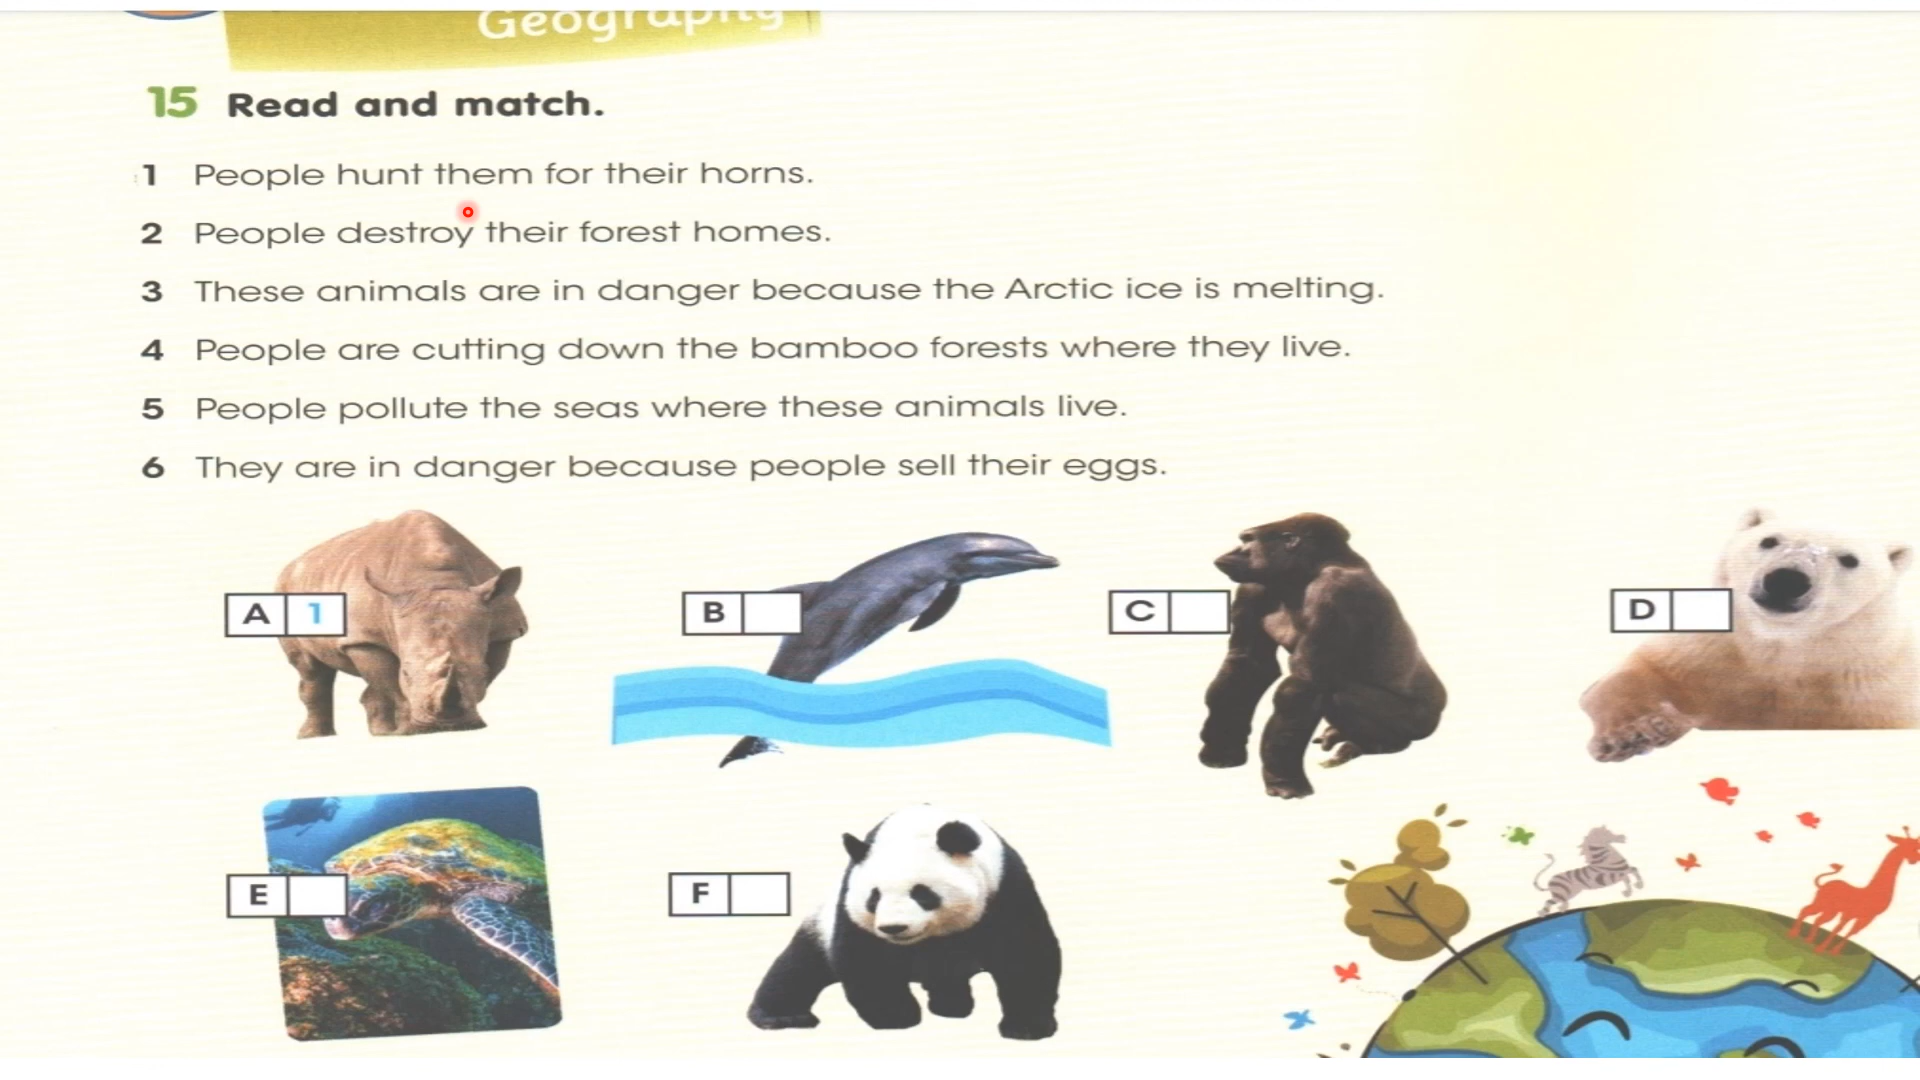 Geography
15 Read and match.
1 People hunt them for their horns.
2 People destroy their forest homes.
3 These animals are in danger because the Arctic ice is melting.
4 People are cutting down the bamboo forests where they live.
5 People pollute the seas where these animals live.
6 They are in danger because people sell their eggs.
A 1
B
C
D
E
F